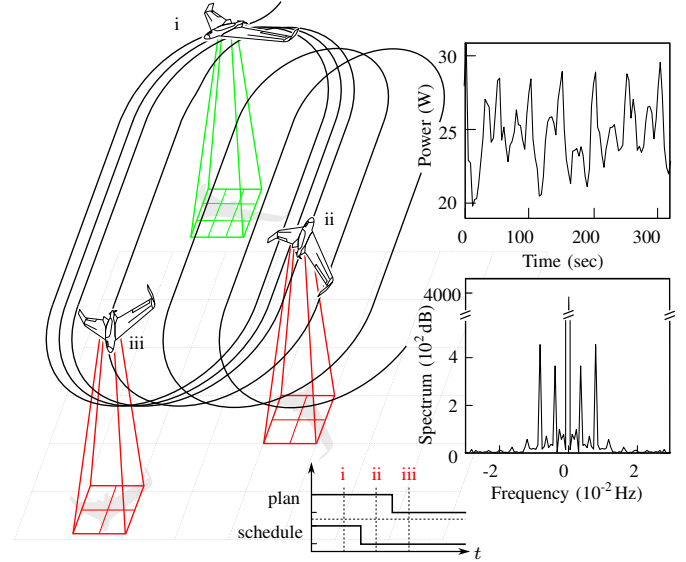 i
ii
iii
30
25
20
Power (W)
0
100
200
300
Time (sec)
4000
4
2
0
Spectrum (10² dB)
-2
0
2
Frequency (10⁻² Hz)
i
ii
iii
plan
schedule
t